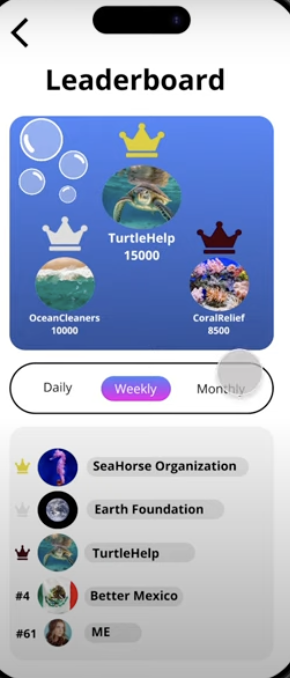 Leaderboard
TurtleHelp
15000
OceanCleaners
10000
CoralRelief
8500
Daily
Weekly
Monthly
SeaHorse Organization
Earth Foundation
TurtleHelp
#4 Better Mexico
#61 ME